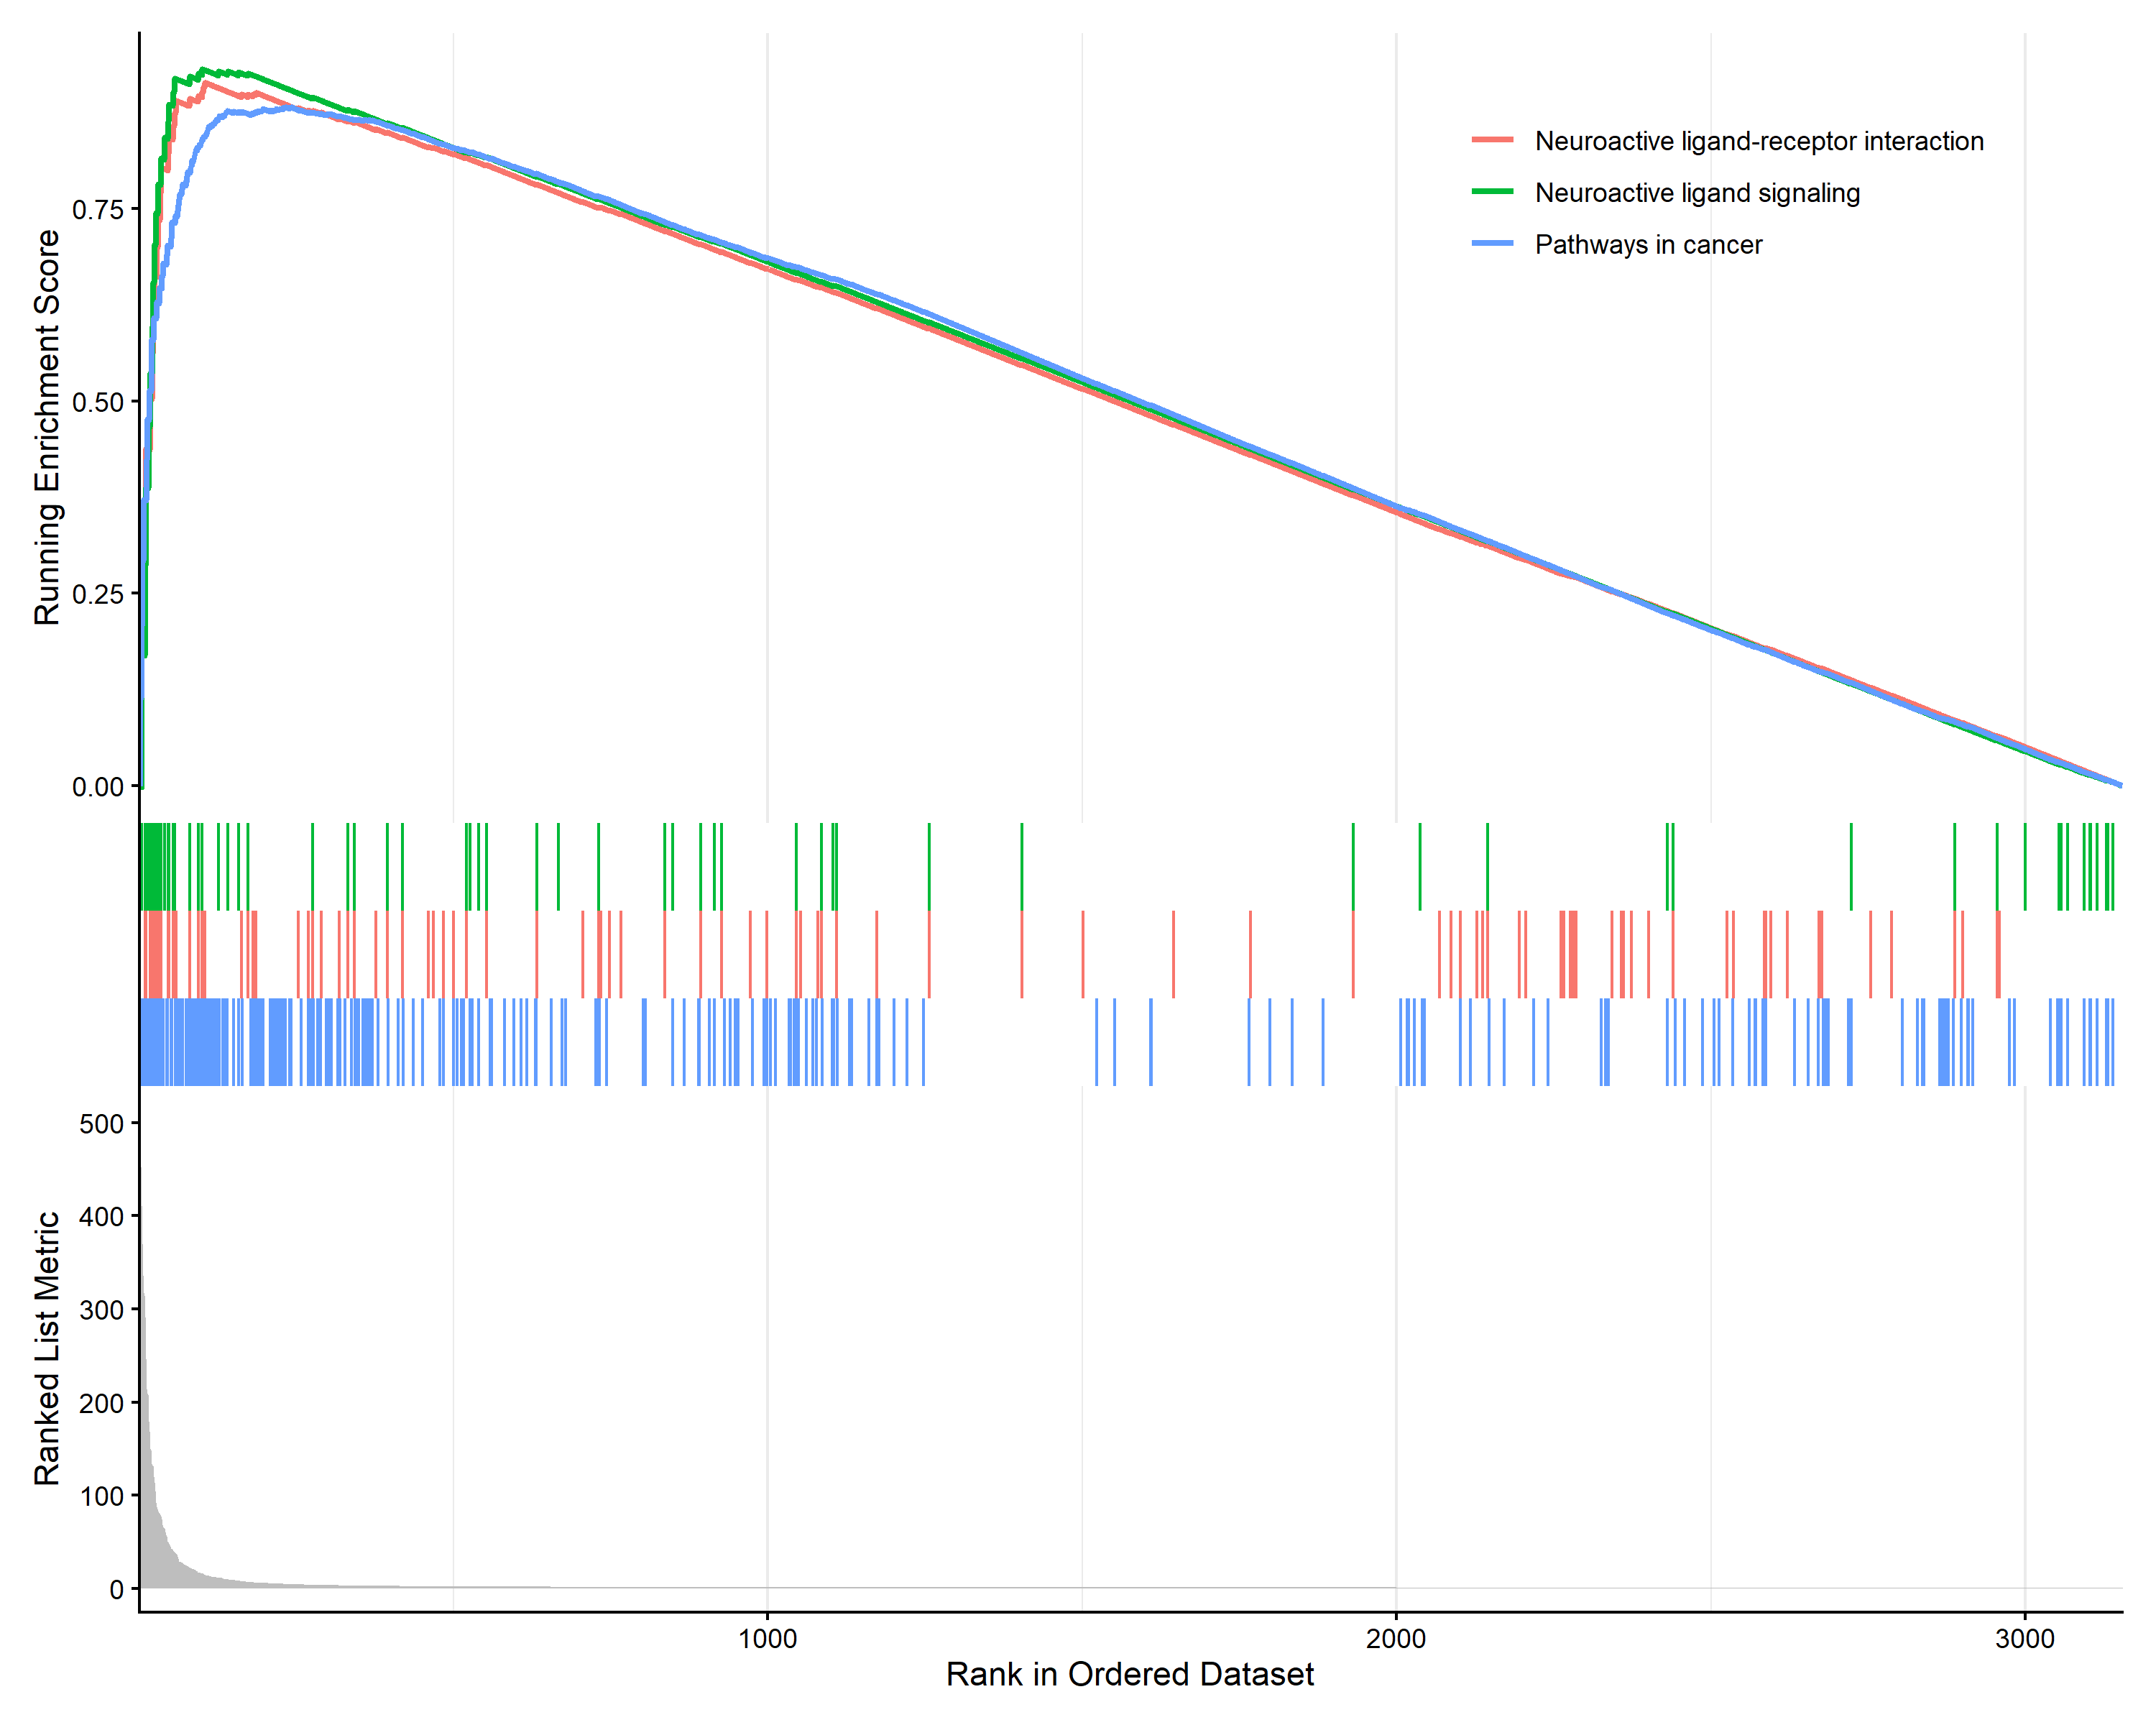 Running Enrichment Score
0.75
0.50
0.25
0.00
Neuroactive ligand-receptor interaction
Neuroactive ligand signaling
Pathways in cancer
Ranked List Metric
500
400
300
200
100
0
1000 2000 3000
Rank in Ordered Dataset